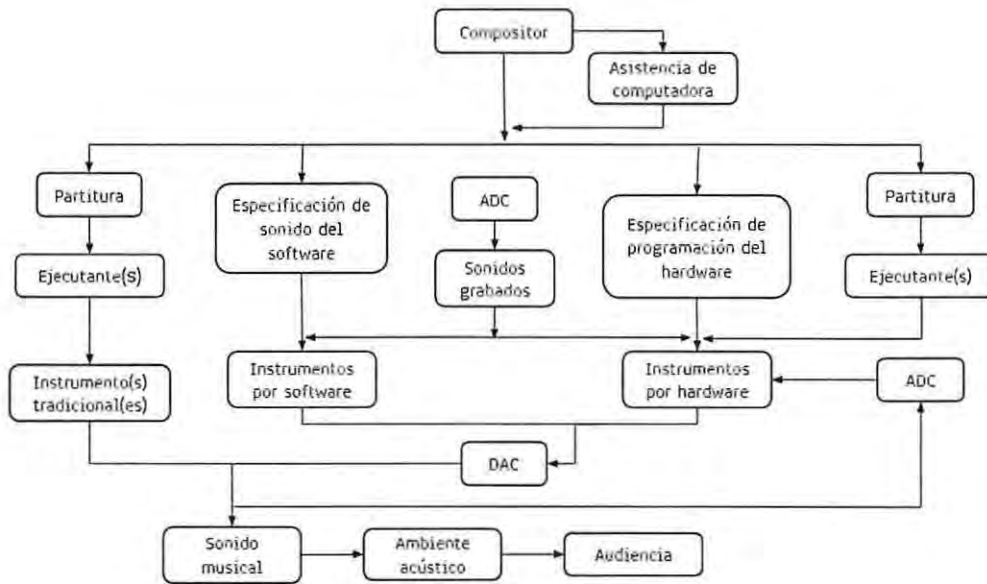 Compositor
Asistencia de
computadora
Partitura
Especificación de
sonido del
software
ADC
Especificación de
programación del
hardware
Partitura
Ejecutante(s)
Sonidos
grabados
Ejecutante(s)
Instrumento(s)
tradicional(es)
Instrumentos
por software
Instrumentos
por hardware
ADC
DAC
Sonido
musical
Ambiente
acústico
Audiencia